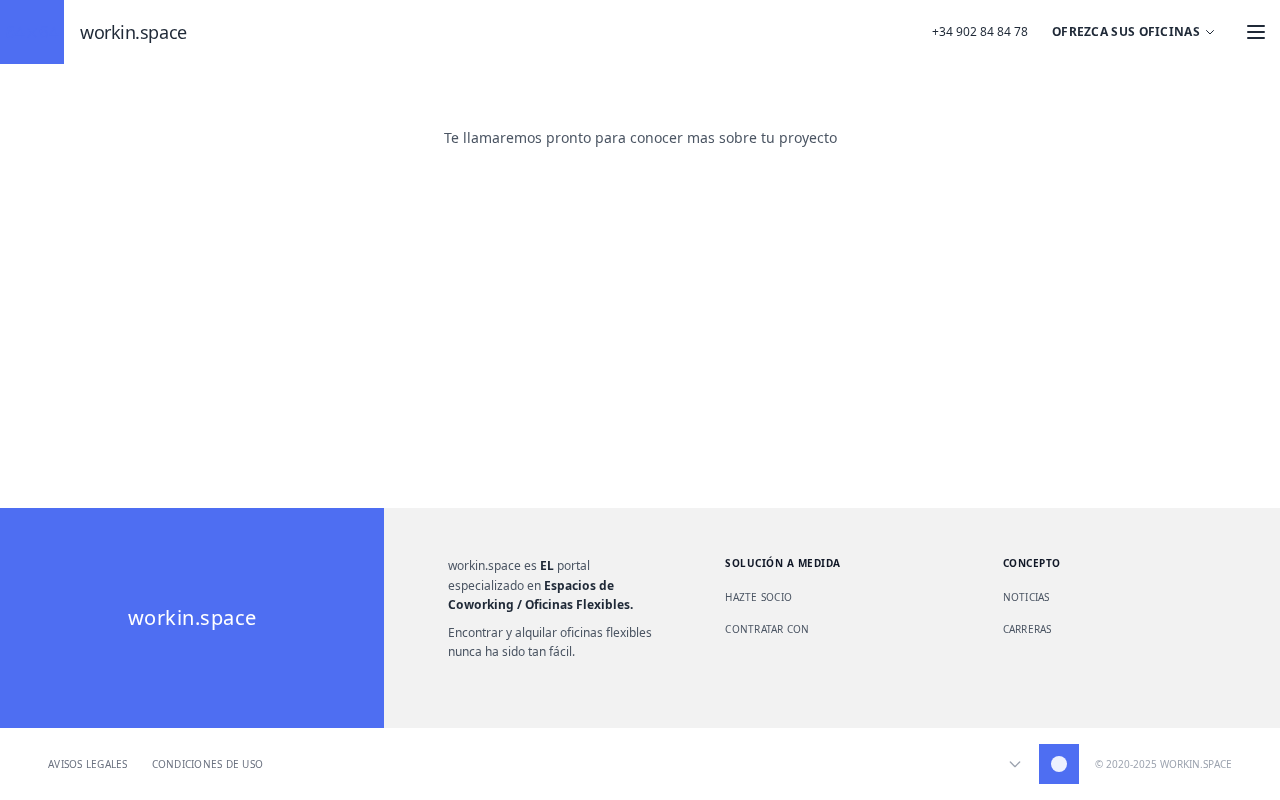 workin.space
+34 902 84 84 78
OFREZCA SUS OFICINAS
Te llamaremos pronto para conocer mas sobre tu proyecto
workin.space
workin.space es EL portal
especializado en Espacios de
Coworking / Oficinas Flexibles.
Encontrar y alquilar oficinas flexibles
nunca ha sido tan fácil.
SOLUCIÓN A MEDIDA
HAZTE SOCIO
CONTRATAR CON
CONCEPTO
NOTICIAS
CARRERAS
AVISOS LEGALES
CONDICIONES DE USO
© 2020-2025 WORKIN.SPACE